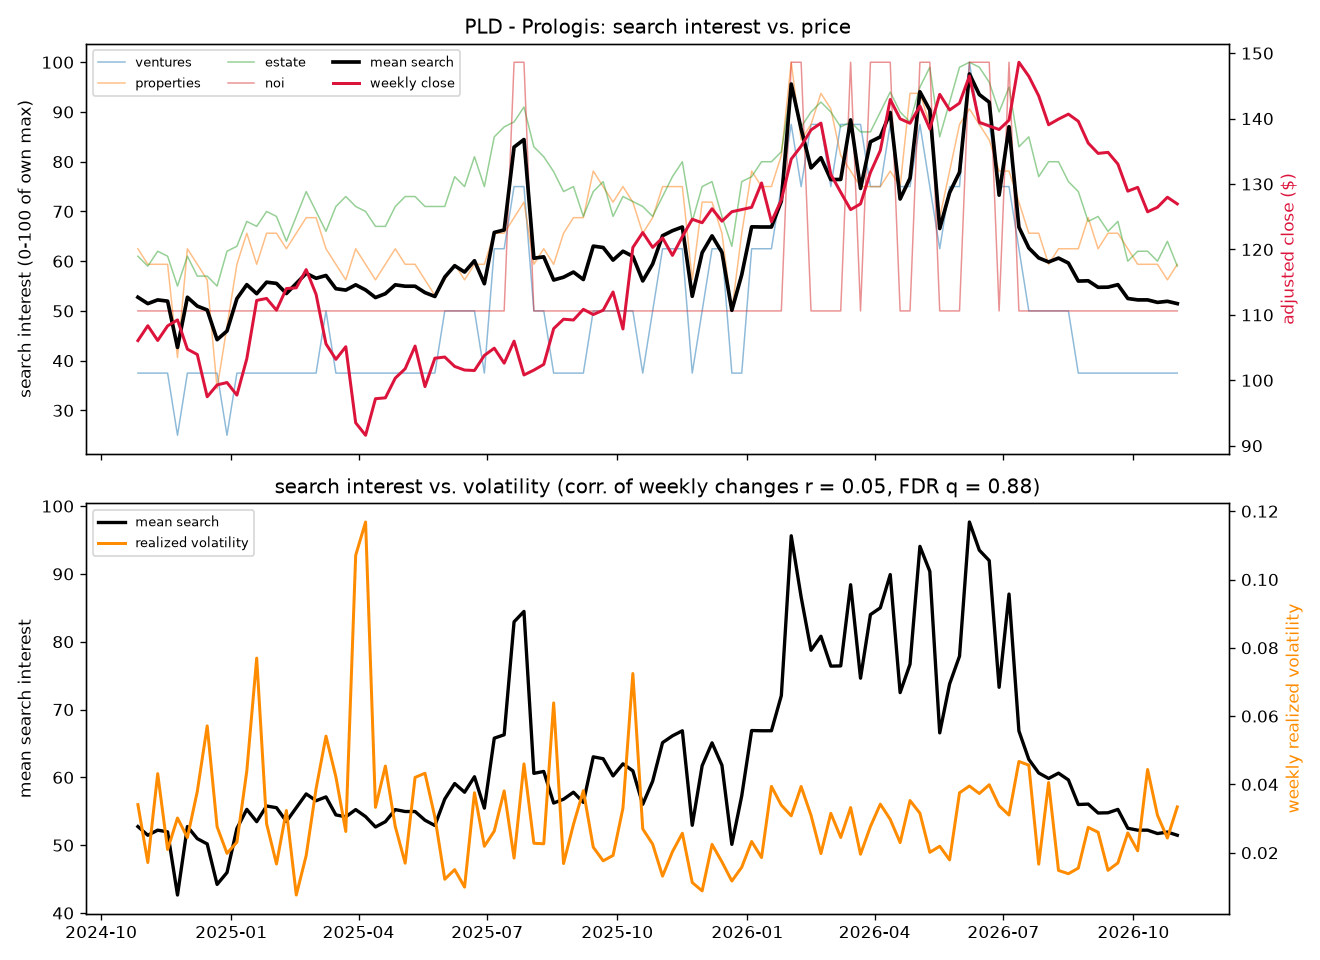 PLD - Prologis: search interest vs. price
ventures
properties
estate
noi
mean search
weekly close
search interest (0-100 of own max)
100
90
80
70
60
50
40
30
adjusted close ($)
150
140
130
120
110
100
90
search interest vs. volatility (corr. of weekly changes r = 0.05, FDR q = 0.88)
mean search
realized volatility
mean search interest
100
90
80
70
60
50
40
weekly realized volatility
0.12
0.10
0.08
0.06
0.04
0.02
2024-10
2025-01
2025-04
2025-07
2025-10
2026-01
2026-04
2026-07
2026-10